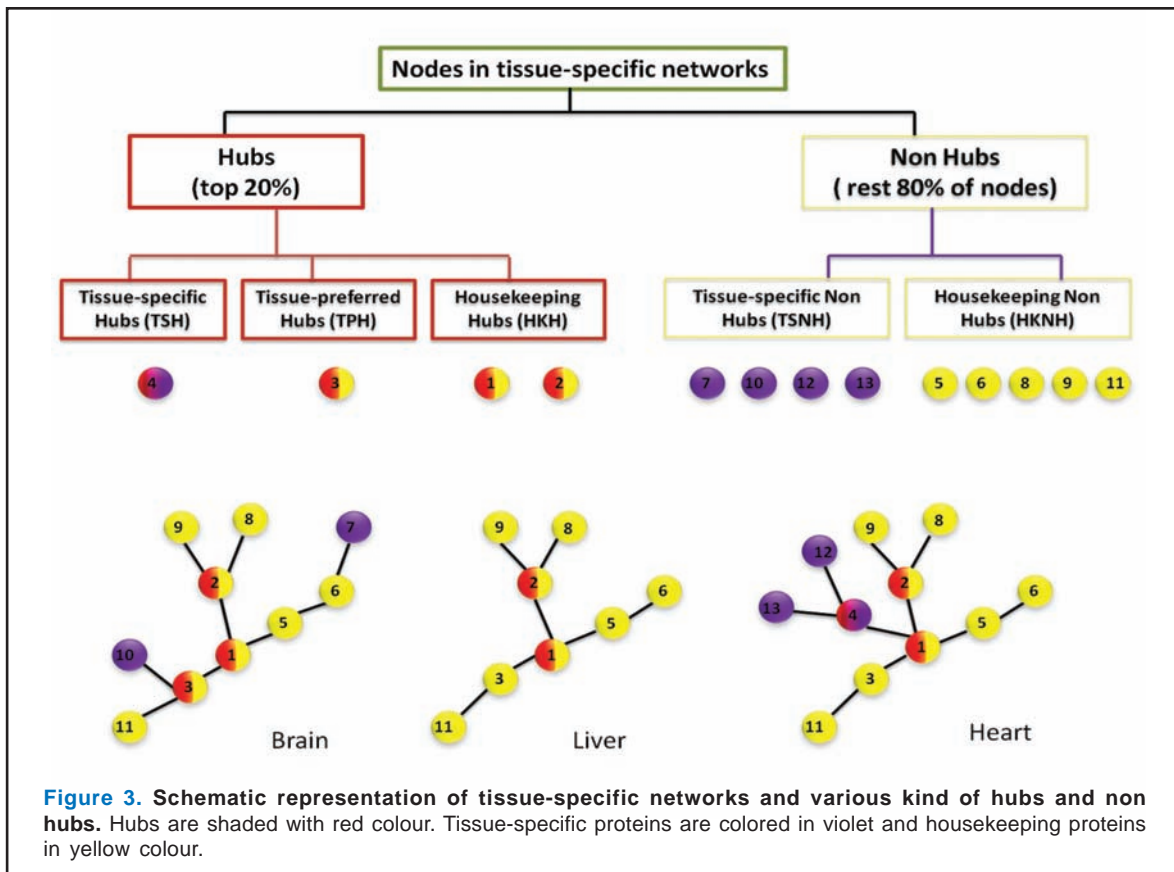 Nodes in tissue-specific networks
Hubs
(top 20%)
Non Hubs
( rest 80% of nodes)
Tissue-specific
Hubs (TSH)
Tissue-preferred
Hubs (TPH)
Housekeeping
Hubs (HKH)
Tissue-specific Non
Hubs (TSNH)
Housekeeping Non
Hubs (HKNH)
4
3
1 2
7 10 12 13
5 6 8 9 11
9
8
7
2
6
5
1
10
3
11
Brain
9
8
2
6
5
1
3
11
Liver
9
8
12
2
6
13
4
5
1
3
11
Heart
Figure 3. Schematic representation of tissue-specific networks and various kind of hubs and non
hubs. Hubs are shaded with red colour. Tissue-specific proteins are colored in violet and housekeeping proteins
in yellow colour.